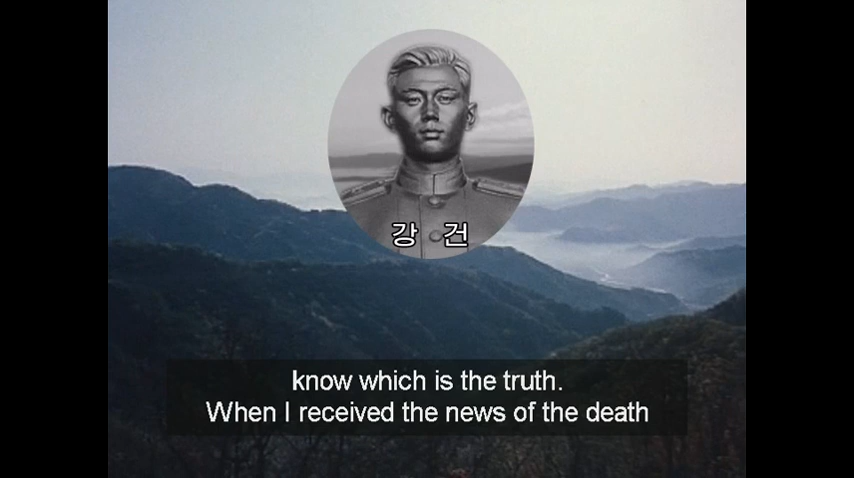 강 건
know which is the truth.
When I received the news of the death